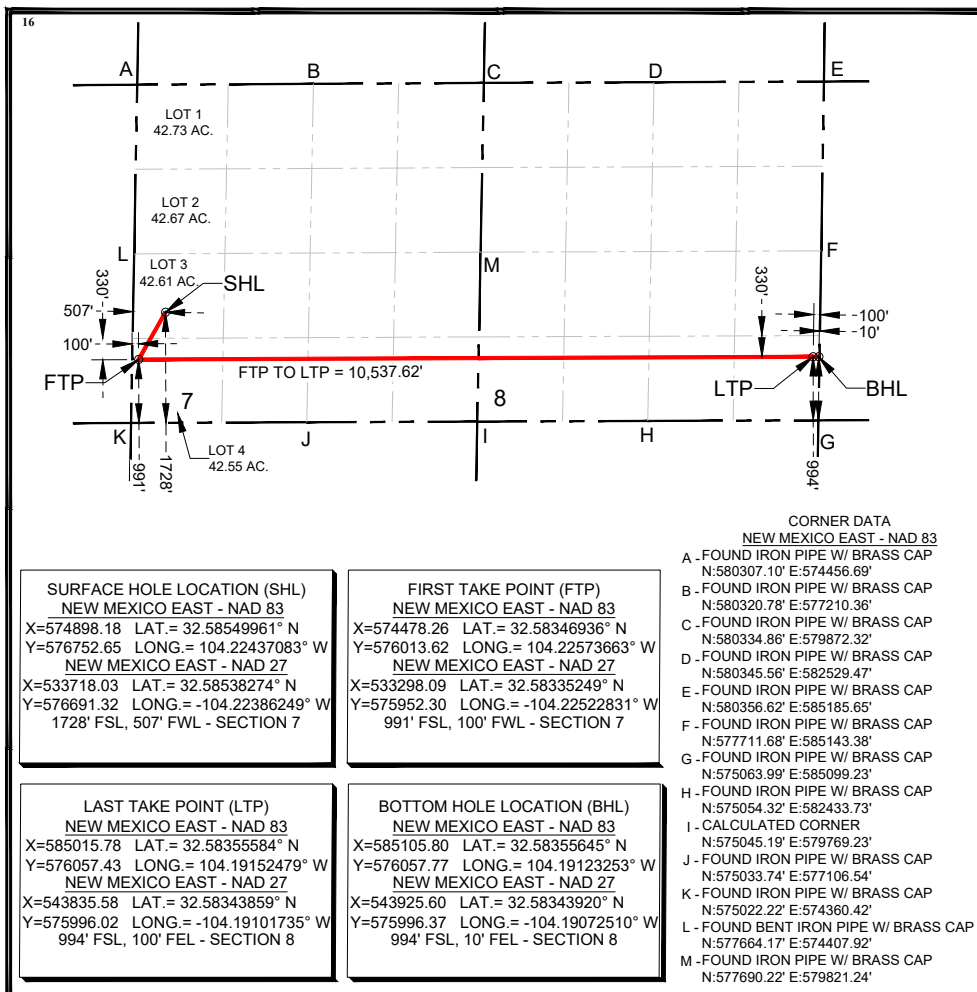 16
A
B
C
D
E
LOT 1
42.73 AC.
LOT 2
42.67 AC.
L
LOT 3
42.61 AC.
M
F
SHL
330'
507'
100'
330'
100'
10'
FTP
FTP TO LTP = 10,537.62'
LTP
BHL
7
8
K
J
I
H
G
LOT 4
42.55 AC.
991'
1728'
994'
SURFACE HOLE LOCATION (SHL)
NEW MEXICO EAST - NAD 83
X=574898.18 LAT.= 32.58549961° N
Y=576752.65 LONG.= 104.22437083° W
NEW MEXICO EAST - NAD 27
X=533718.03 LAT.= 32.58538274° N
Y=576691.32 LONG.= -104.22386249° W
1728' FSL, 507' FWL - SECTION 7
FIRST TAKE POINT (FTP)
NEW MEXICO EAST - NAD 83
X=574478.26 LAT.= 32.58346936° N
Y=576013.62 LONG.= 104.22573663° W
NEW MEXICO EAST - NAD 27
X=533298.09 LAT.= 32.58335249° N
Y=575952.30 LONG.= -104.22522831° W
991' FSL, 100' FWL - SECTION 7
LAST TAKE POINT (LTP)
NEW MEXICO EAST - NAD 83
X=585015.78 LAT.= 32.58355584° N
Y=576057.43 LONG.= 104.19152479° W
NEW MEXICO EAST - NAD 27
X=543835.58 LAT.= 32.58343859° N
Y=575996.02 LONG.= -104.19101735° W
994' FSL, 100' FEL - SECTION 8
BOTTOM HOLE LOCATION (BHL)
NEW MEXICO EAST - NAD 83
X=585105.80 LAT.= 32.58355645° N
Y=576057.77 LONG.= 104.19123253° W
NEW MEXICO EAST - NAD 27
X=543925.60 LAT.= 32.58343920° N
Y=575996.37 LONG.= -104.19072510° W
994' FSL, 10' FEL - SECTION 8
CORNER DATA
NEW MEXICO EAST - NAD 83
A - FOUND IRON PIPE W/ BRASS CAP
N:580307.10' E:574456.69'
B - FOUND IRON PIPE W/ BRASS CAP
N:580320.78' E:577210.36'
C - FOUND IRON PIPE W/ BRASS CAP
N:580334.86' E:579872.32'
D - FOUND IRON PIPE W/ BRASS CAP
N:580345.56' E:582529.47'
E - FOUND IRON PIPE W/ BRASS CAP
N:580356.62' E:585185.65'
F - FOUND IRON PIPE W/ BRASS CAP
N:577711.68' E:585143.38'
G - FOUND IRON PIPE W/ BRASS CAP
N:575063.99' E:585099.23'
H - FOUND IRON PIPE W/ BRASS CAP
N:575054.32' E:582433.73'
I - CALCULATED CORNER
N:575045.19' E:579769.23'
J - FOUND IRON PIPE W/ BRASS CAP
N:575033.74' E:577106.54'
K - FOUND IRON PIPE W/ BRASS CAP
N:575022.22' E:574360.42'
L - FOUND BENT IRON PIPE W/ BRASS CAP
N:577664.17' E:574407.92'
M - FOUND IRON PIPE W/ BRASS CAP
N:577690.22' E:579821.24'